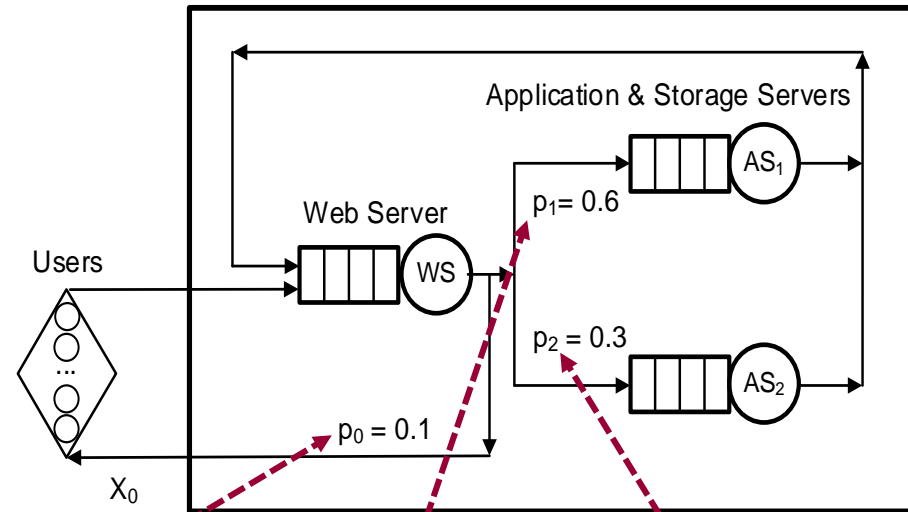 Application & Storage Servers
AS₁
p₁= 0.6
Web Server
WS
Users
...
p₂ = 0.3
AS₂
p₀ = 0.1
X₀